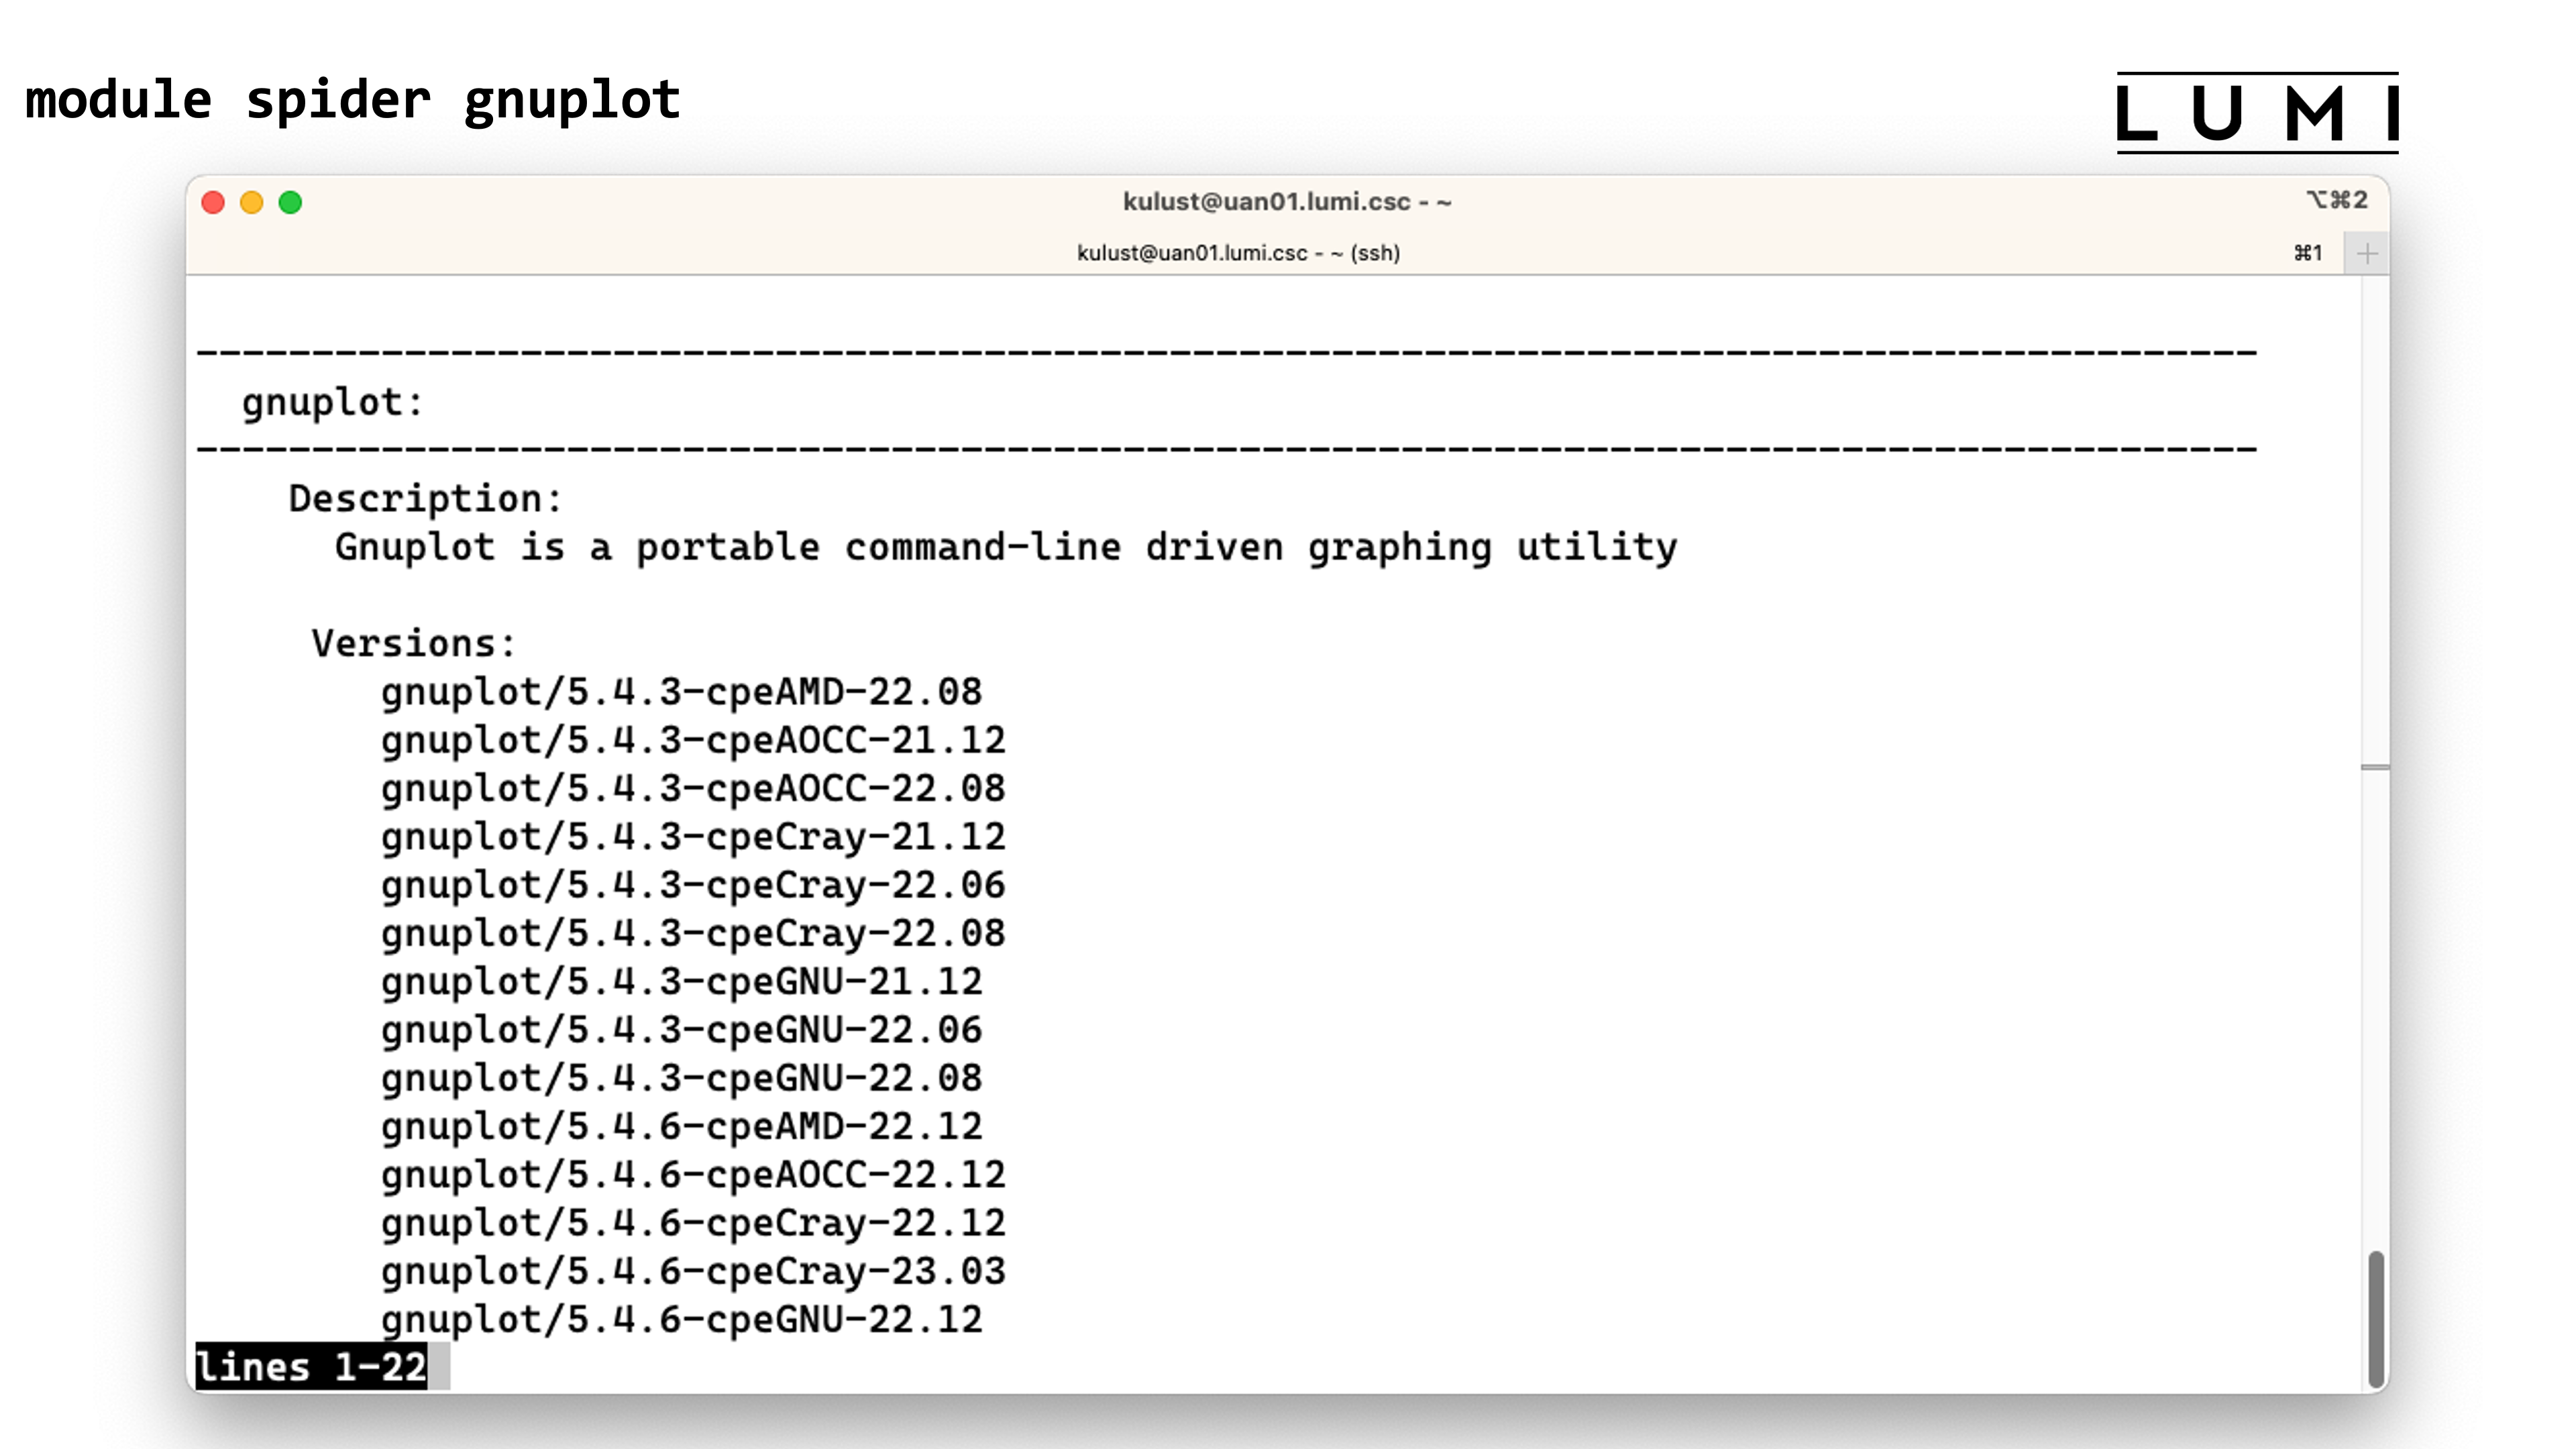 module spider gnuplot
LUMI
kulust@uan01.lumi.csc - ~
⌥⌘2
kulust@uan01.lumi.csc - ~ (ssh)
⌘1
+
-----------------------------------------------------------------------------------------
gnuplot:
-----------------------------------------------------------------------------------------
Description:
Gnuplot is a portable command-line driven graphing utility
Versions:
gnuplot/5.4.3-cpeAMD-22.08
gnuplot/5.4.3-cpeAOCC-21.12
gnuplot/5.4.3-cpeAOCC-22.08
gnuplot/5.4.3-cpeCray-21.12
gnuplot/5.4.3-cpeCray-22.06
gnuplot/5.4.3-cpeCray-22.08
gnuplot/5.4.3-cpeGNU-21.12
gnuplot/5.4.3-cpeGNU-22.06
gnuplot/5.4.3-cpeGNU-22.08
gnuplot/5.4.6-cpeAMD-22.12
gnuplot/5.4.6-cpeAOCC-22.12
gnuplot/5.4.6-cpeCray-22.12
gnuplot/5.4.6-cpeCray-23.03
gnuplot/5.4.6-cpeGNU-22.12
lines 1-22